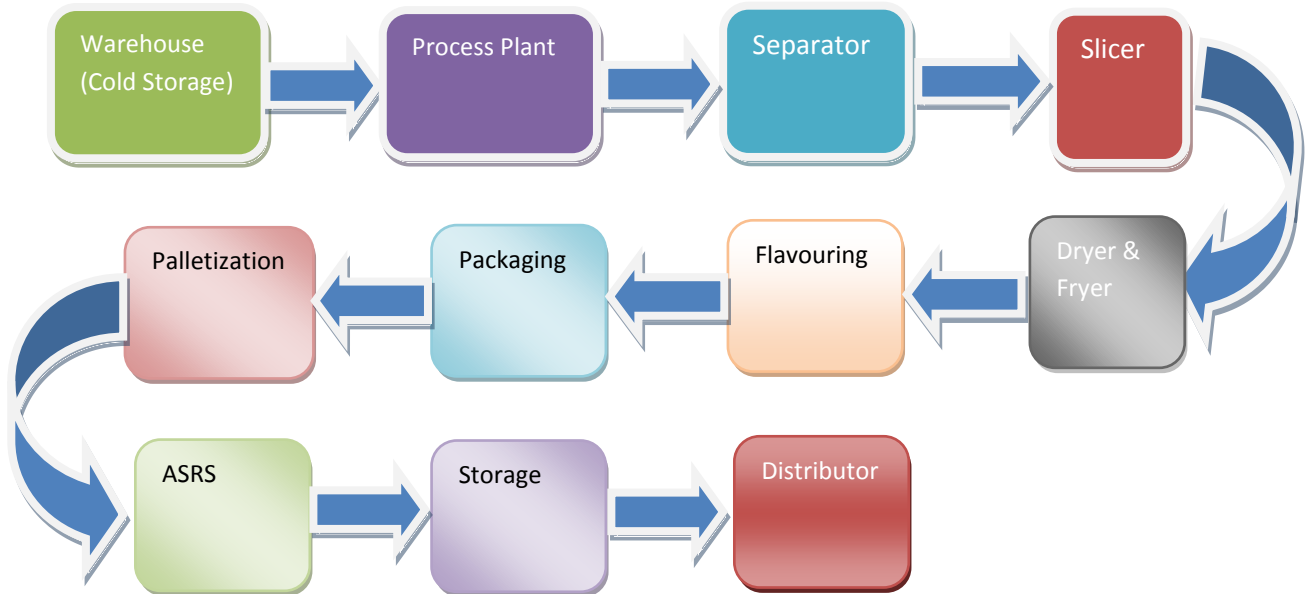 Warehouse
(Cold Storage)
Process Plant
Separator
Slicer
Dryer &
Fryer
Flavouring
Packaging
Palletization
ASRS
Storage
Distributor